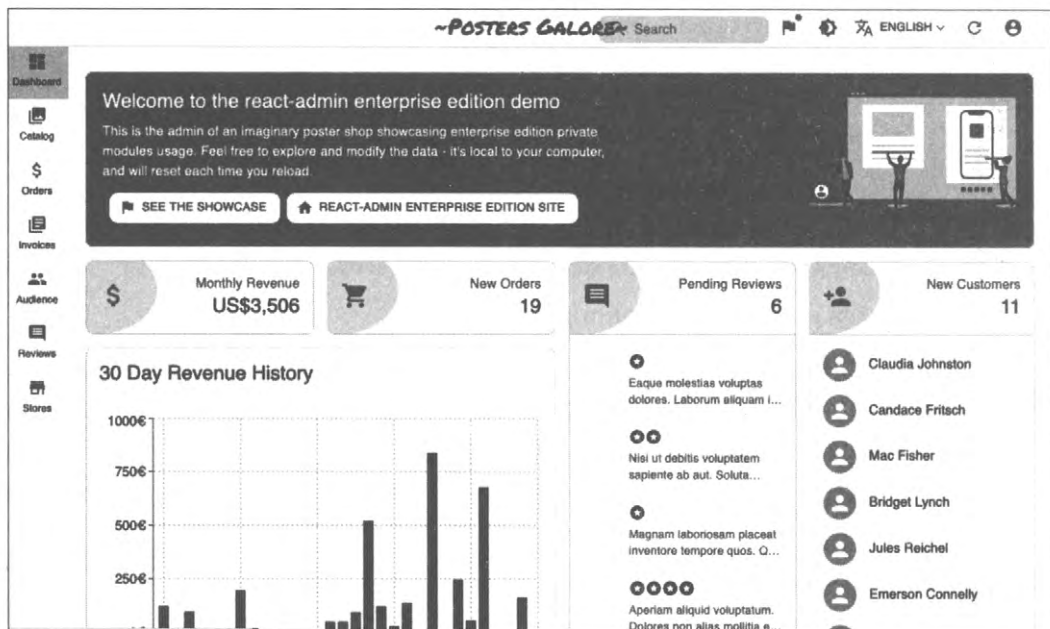 ~POSTERS GALORE~
Search
ENGLISH
Dashboard
Catalog
Orders
Invoices
Audience
Reviews
Stores
Welcome to the react-admin enterprise edition demo
This is the admin of an imaginary poster shop showcasing enterprise edition private
modules usage. Feel free to explore and modify the data - it's local to your computer,
and will reset each time you reload.
SEE THE SHOWCASE
REACT-ADMIN ENTERPRISE EDITION SITE
Monthly Revenue
US$3,506
New Orders
19
Pending Reviews
6
New Customers
11
30 Day Revenue History
1000€
750€
500€
250€
Eaque molestias voluptas
dolores. Laborum aliquam i...
Nisi ut debitis voluptatem
sapiente ab aut. Soluta...
Magnam laboriosam placeat
inventore tempore quos. Q...
Aperiam aliquid voluptatum.
Dolores non alias mollitia e...
Claudia Johnston
Candace Fritsch
Mac Fisher
Bridget Lynch
Jules Reichel
Emerson Connelly